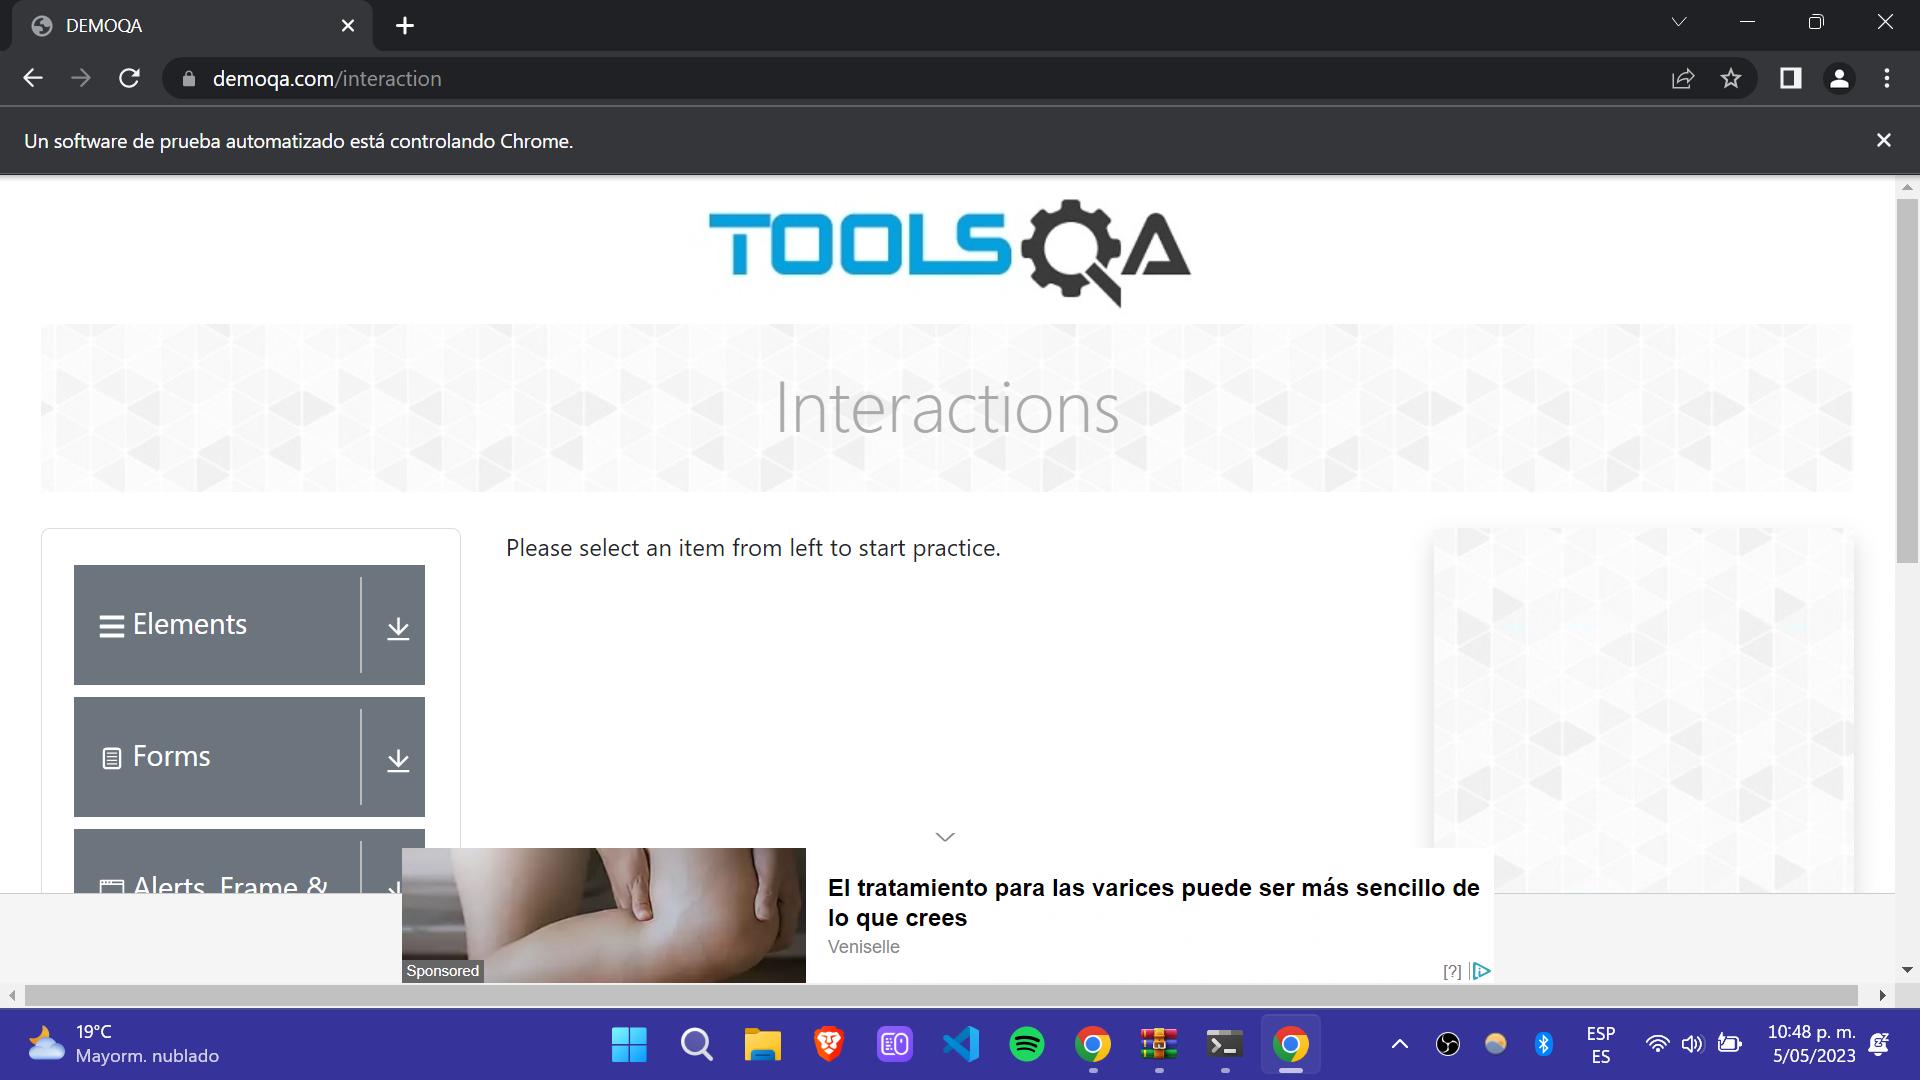 DEMOQA
demoqa.com/interaction
Un software de prueba automatizado está controlando Chrome.
TOOLSQA
Interactions
Please select an item from left to start practice.
Elements
Forms
Alerts, Frame &
El tratamiento para las varices puede ser más sencillo de
lo que crees
Veniselle
Sponsored
[?]
19°C
Mayorm. nublado
ESP
ES
10:48 p. m.
5/05/2023